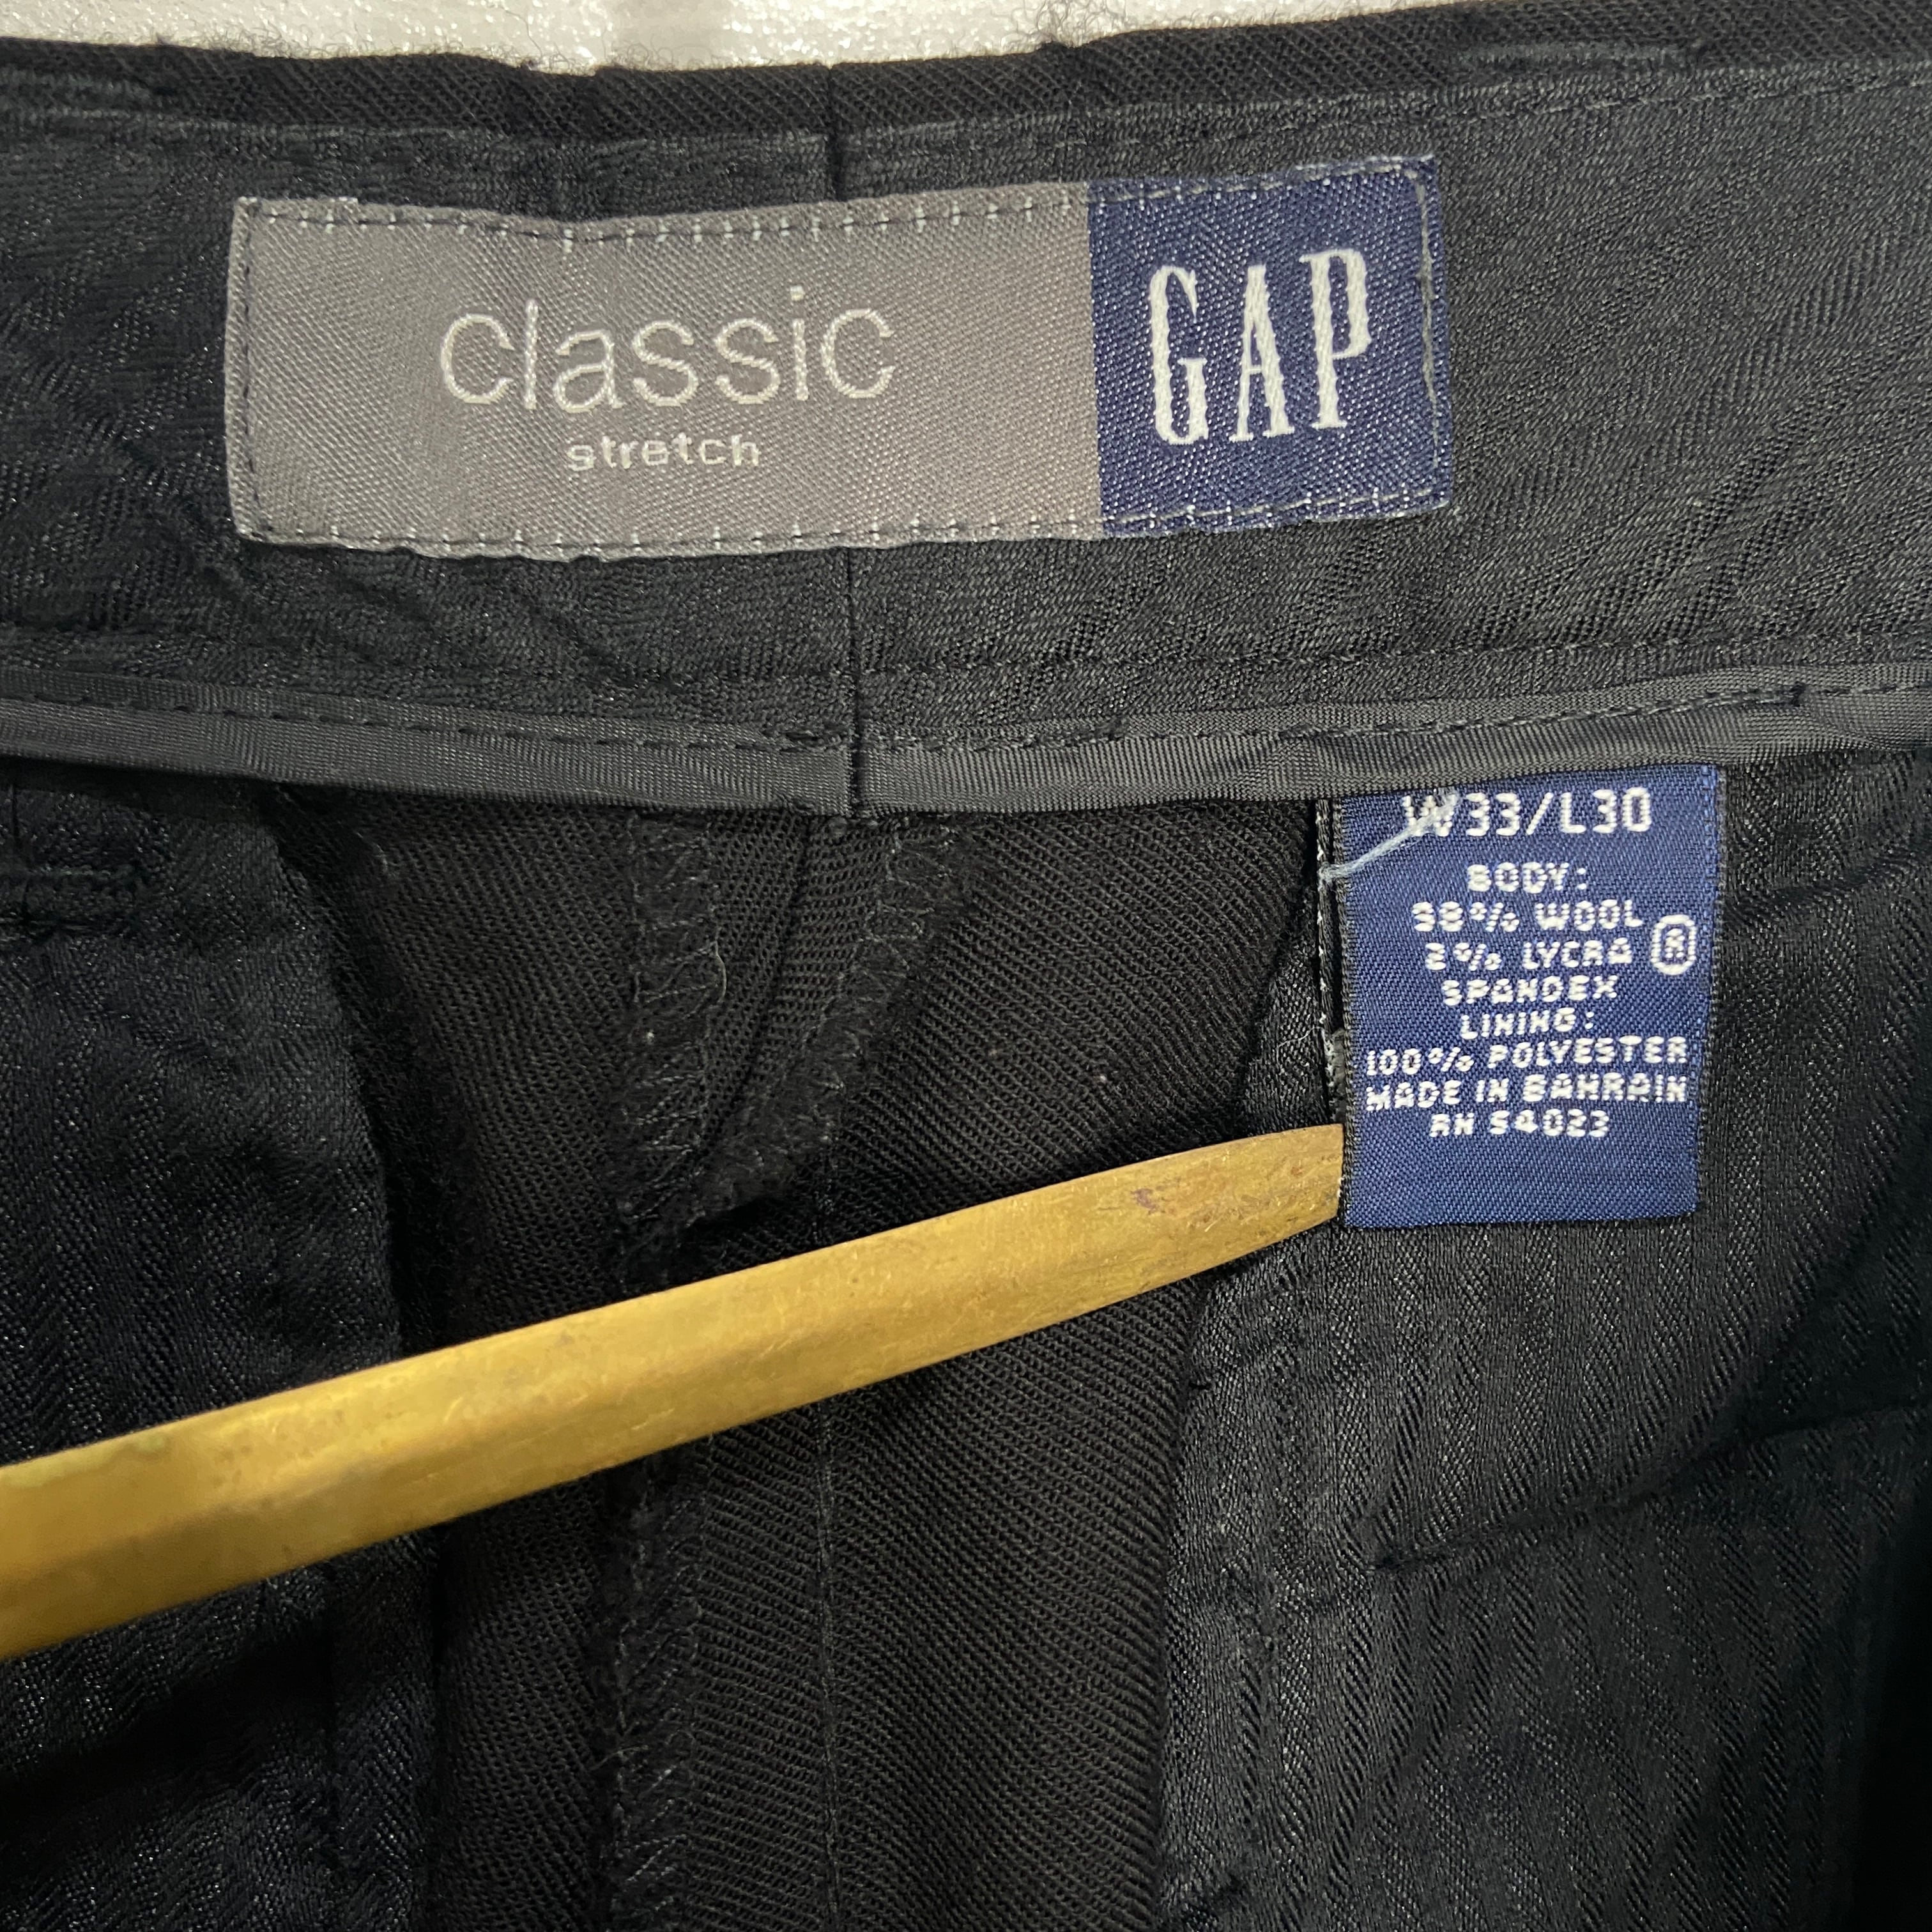 classic
stretch
GAP
W33/L30
BODY:
98% WOOL
2% LYCRA ®
SPANDEX
LINING:
100% POLYESTER
MADE IN BAHRAIN
RN 54023